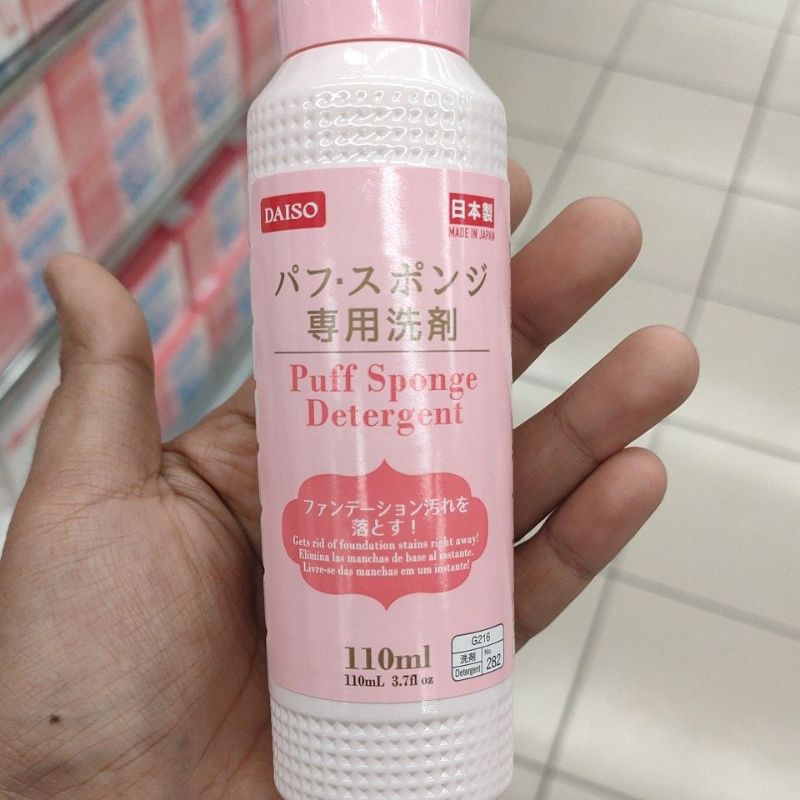 DAISO
日本製
MADE IN JAPAN
パフ・スポンジ
専用洗剤
Puff Sponge
Detergent
ファンデーション汚れを
落とす！
Gets rid of foundation stains right away!
Elimina las manchas de base al instante.
Livre-se das manchas em um instante!
110ml
110mL 3.7fl oz
G216
洗剤
Detergent
No.
282